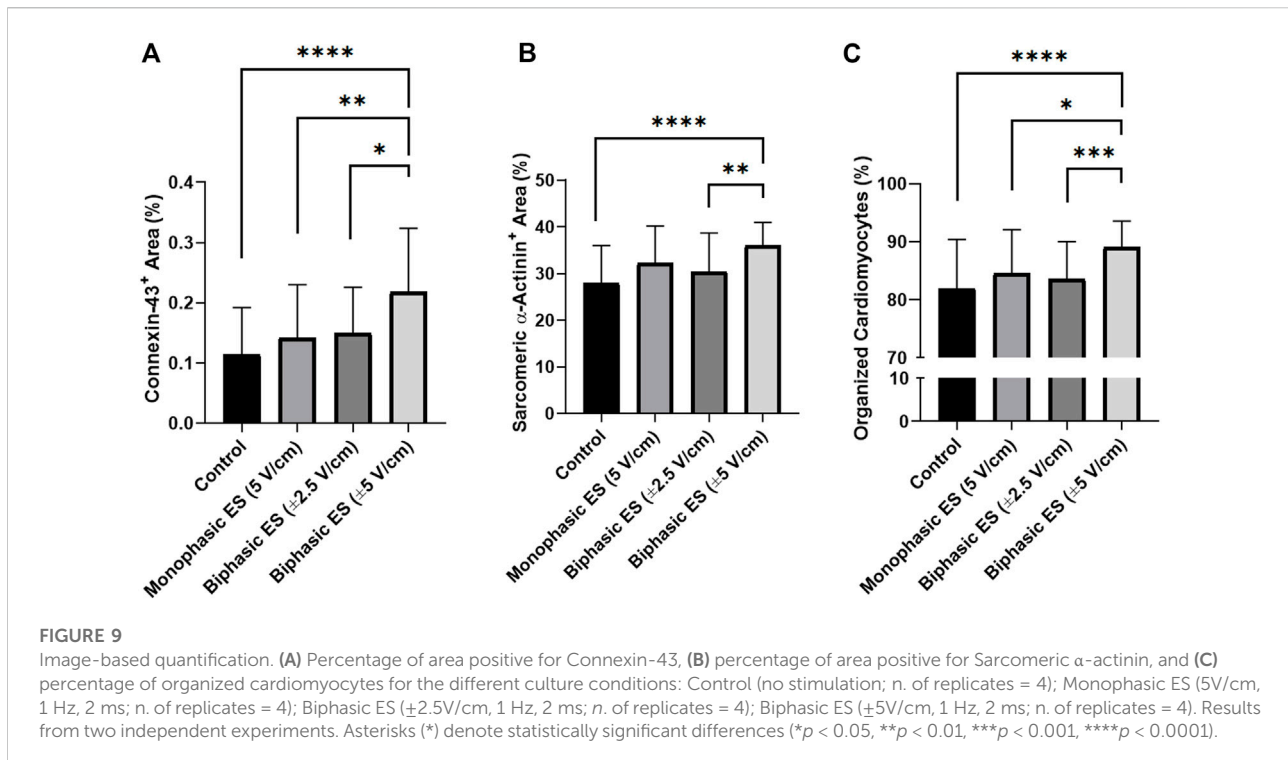 A
****
**
*
Connexin-43+ Area (%)
0.4
0.3
0.2
0.1
0.0
Control
Monophasic ES (5 V/cm)
Biphasic ES (±2.5 V/cm)
Biphasic ES (±5 V/cm)
B
****
**
Sarcomeric α-Actinin+ Area (%)
50
40
30
20
10
0
Control
Monophasic ES (5 V/cm)
Biphasic ES (±2.5 V/cm)
Biphasic ES (±5 V/cm)
C
****
*
***
Organized Cardiomyocytes (%)
100
90
80
70
10
0
Control
Monophasic ES (5 V/cm)
Biphasic ES (±2.5 V/cm)
Biphasic ES (±5 V/cm)
FIGURE 9
Image-based quantification. (A) Percentage of area positive for Connexin-43, (B) percentage of area positive for Sarcomeric α-actinin, and (C)
percentage of organized cardiomyocytes for the different culture conditions: Control (no stimulation; n. of replicates = 4); Monophasic ES (5V/cm,
1 Hz, 2 ms; n. of replicates = 4); Biphasic ES (±2.5V/cm, 1 Hz, 2 ms; n. of replicates = 4); Biphasic ES (±5V/cm, 1 Hz, 2 ms; n. of replicates = 4). Results
from two independent experiments. Asterisks (*) denote statistically significant differences (*p < 0.05, **p < 0.01, ***p < 0.001, ****p < 0.0001).